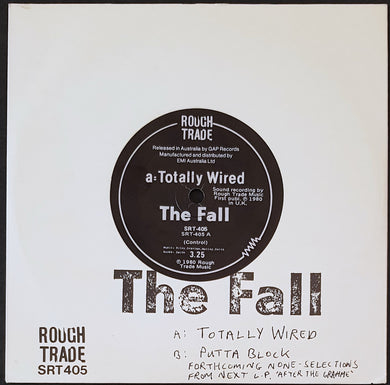 ROUGH
TRADE
Released in Australia by GAP Records
Manufactured and distributed by
EMI Australia Ltd
a: Totally Wired
Sound recording by
Rough Trade Music
First publ. ℗ 1980
in U.K.
The Fall
SRT-405
SRT-405 A
(Control)
3.25
© 1980 Rough
Trade Music
The Fall
A: TOTALLY WIRED
B: PUTTA BLOCK
FORTHCOMING NONE-SELECTIONS
FROM NEXT L.P. 'AFTER THE GRAMME'
ROUGH
TRADE
SRT405